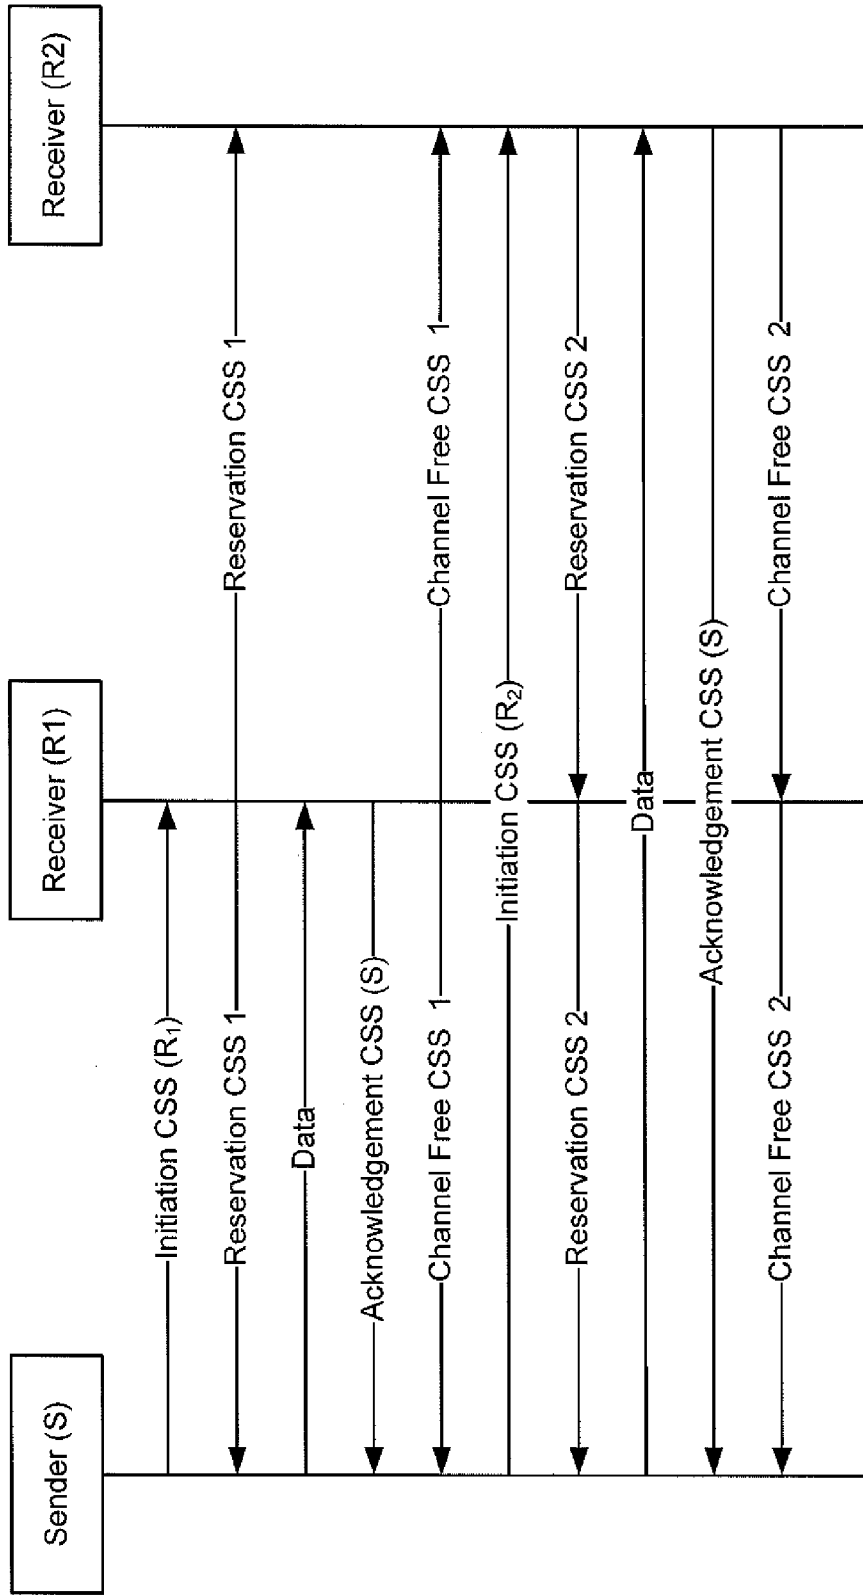 Sender (S)
Receiver (R1)
Receiver (R2)
Initiation CSS (R₁)
Reservation CSS 1
Reservation CSS 1
Data
Acknowledgement CSS (S)
Channel Free CSS 1
Channel Free CSS 1
Initiation CSS (R₂)
Reservation CSS 2
Reservation CSS 2
Data
Acknowledgement CSS (S)
Channel Free CSS 2
Channel Free CSS 2